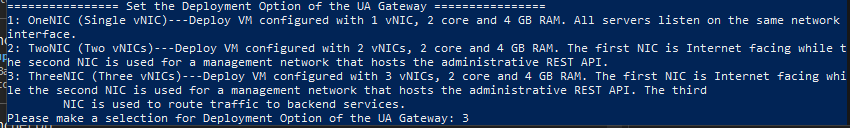 ================ Set the Deployment Option of the UA Gateway ================
1: OneNIC (Single vNIC)---Deploy VM configured with 1 vNIC, 2 core and 4 GB RAM. All servers listen on the same network
interface.
2: TwoNIC (Two vNICs)---Deploy VM configured with 2 vNICs, 2 core and 4 GB RAM. The first NIC is Internet facing while t
he second NIC is used for a management network that hosts the administrative REST API.
3: ThreeNIC (Three vNICs)---Deploy VM configured with 3 vNICs, 2 core and 4 GB RAM. The first NIC is Internet facing whi
le the second NIC is used for a management network that hosts the administrative REST API. The third
NIC is used to route traffic to backend services.
Please make a selection for Deployment Option of the UA Gateway: 3